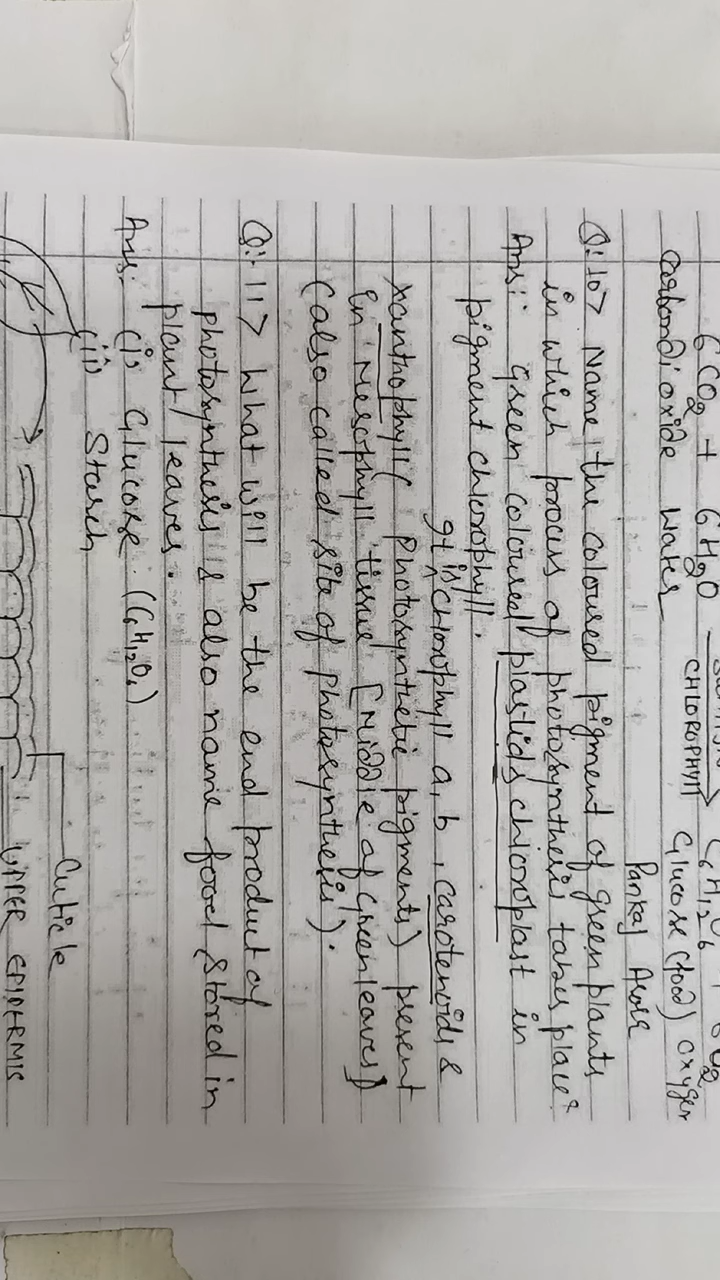 6CO2 + 6H2O C6H12O6 + 6O2
CHLOROPHYLL
carbondioxide Water Glucose (food) oxygen
Pankaj
Q:- 10> Name the coloured pigment of green plants
in which process of photosynthesis takes place?
Ans: Green coloured plastids chloroplast in
pigment chlorophyll.
It is chlorophyll a, b, carotenoids &
xanthophyll( Photosynthetic pigments) present
in Mesophyll tissue [Middle of Green leaves]
(also called site of photosynthesis).
Q:- 11> What will be the end product of
photosynthesis & also name food stored in
plant/leaves.
Ans: (i) Glucose. (C6H12O6)
(ii) Starch
Cuticle
UPPER EPIDERMIS